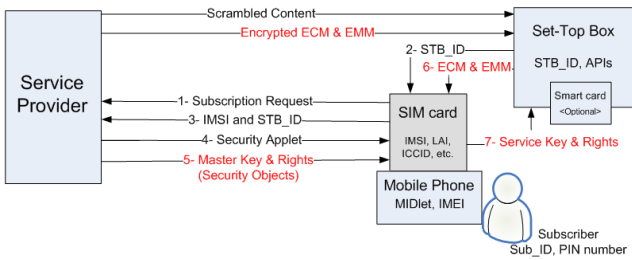 Scrambled Content
Encrypted ECM & EMM
Service
Provider
Set-Top Box
STB_ID, APIs
Smart card
<Optional>
2- STB_ID
6- ECM & EMM
1- Subscription Request
3- IMSI and STB_ID
4- Security Applet
5- Master Key & Rights
(Security Objects)
SIM card
IMSI, LAI,
ICCID, etc.
7- Service Key & Rights
Mobile Phone
MIDlet, IMEI
Subscriber
Sub_ID, PIN number